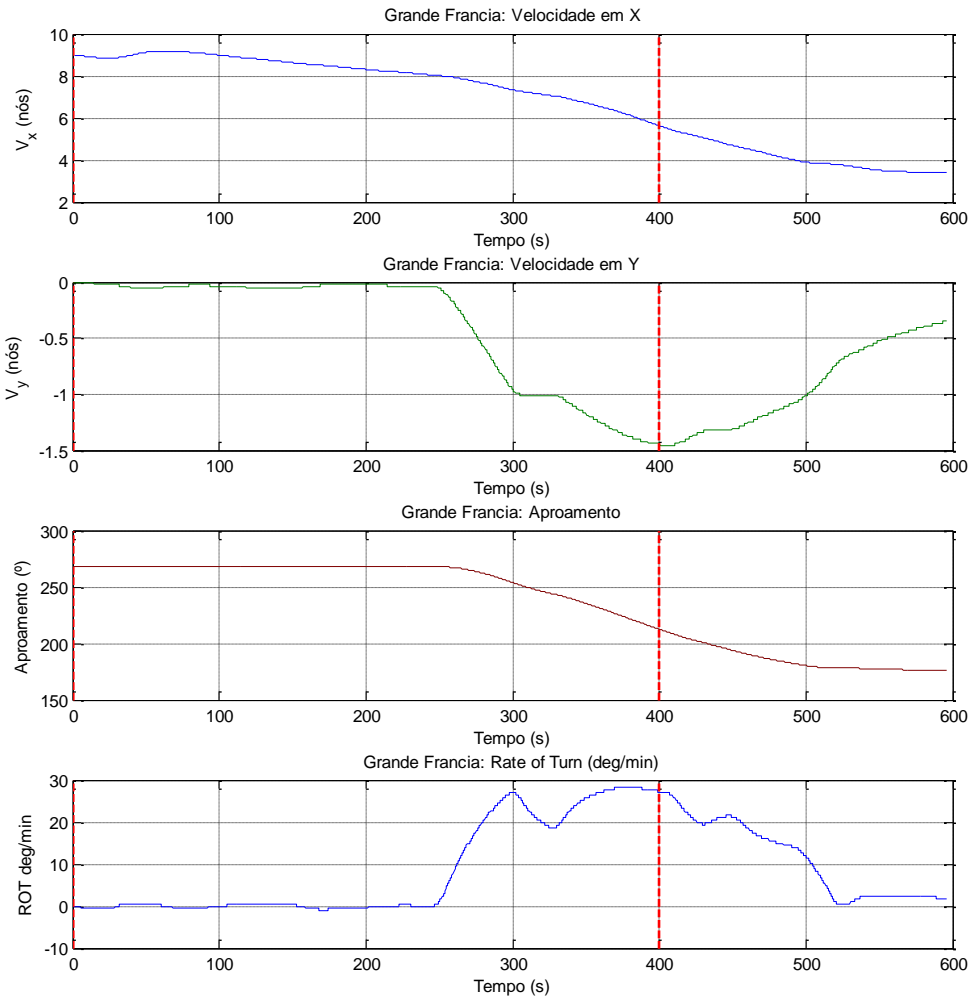 Grande Francia: Velocidade em X
10
8
6
4
2
V_x (nós)
0 100 200 300 400 500 600
Tempo (s)
Grande Francia: Velocidade em Y
0
-0.5
-1
-1.5
V_y (nós)
0 100 200 300 400 500 600
Tempo (s)
Grande Francia: Aproamento
300
250
200
150
Aproamento (º)
0 100 200 300 400 500 600
Tempo (s)
Grande Francia: Rate of Turn (deg/min)
30
20
10
0
-10
ROT deg/min
0 100 200 300 400 500 600
Tempo (s)